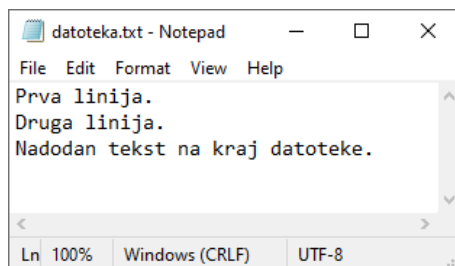 datoteka.txt - Notepad
File Edit Format View Help
Prva linija.
Druga linija.
Nadodan tekst na kraj datoteke.
Ln 100% Windows (CRLF) UTF-8